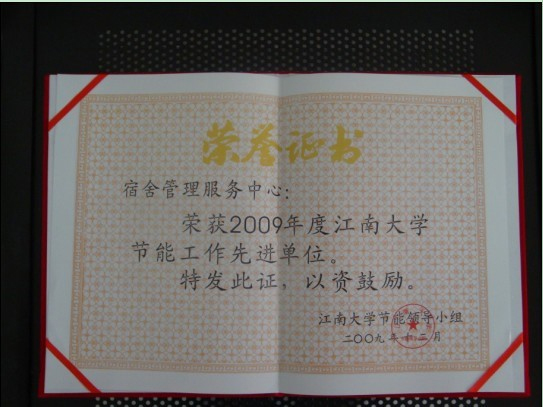 荣誉证书
宿舍管理服务中心：
荣获2009年度江南大学
节能工作先进单位。
特发此证，以资鼓励。
江南大学节能领导小组
二〇〇九年十二月